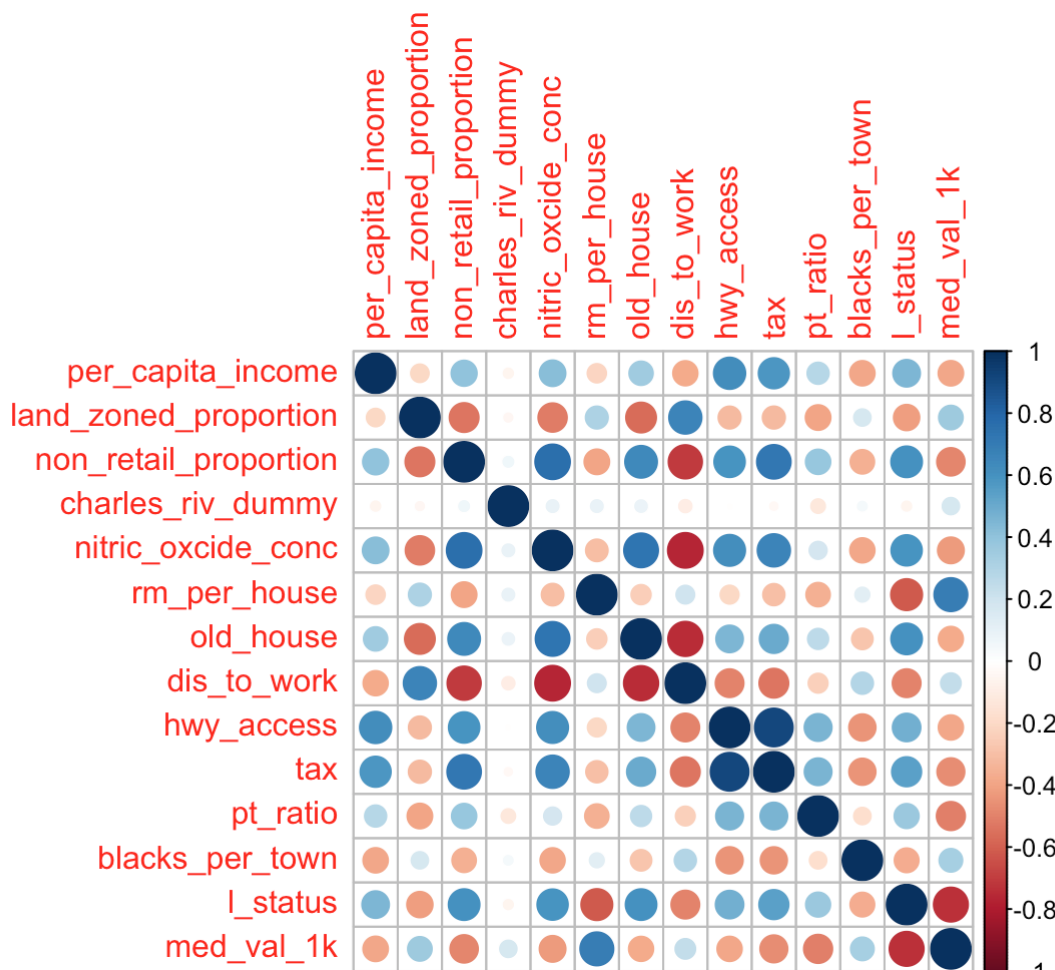 per_capita_income
land_zoned_proportion
non_retail_proportion
charles_riv_dummy
nitric_oxcide_conc
rm_per_house
old_house
dis_to_work
hwy_access
tax
pt_ratio
blacks_per_town
l_status
med_val_1k
per_capita_income
land_zoned_proportion
non_retail_proportion
charles_riv_dummy
nitric_oxcide_conc
rm_per_house
old_house
dis_to_work
hwy_access
tax
pt_ratio
blacks_per_town
l_status
med_val_1k
1
0.8
0.6
0.4
0.2
0
-0.2
-0.4
-0.6
-0.8
-1